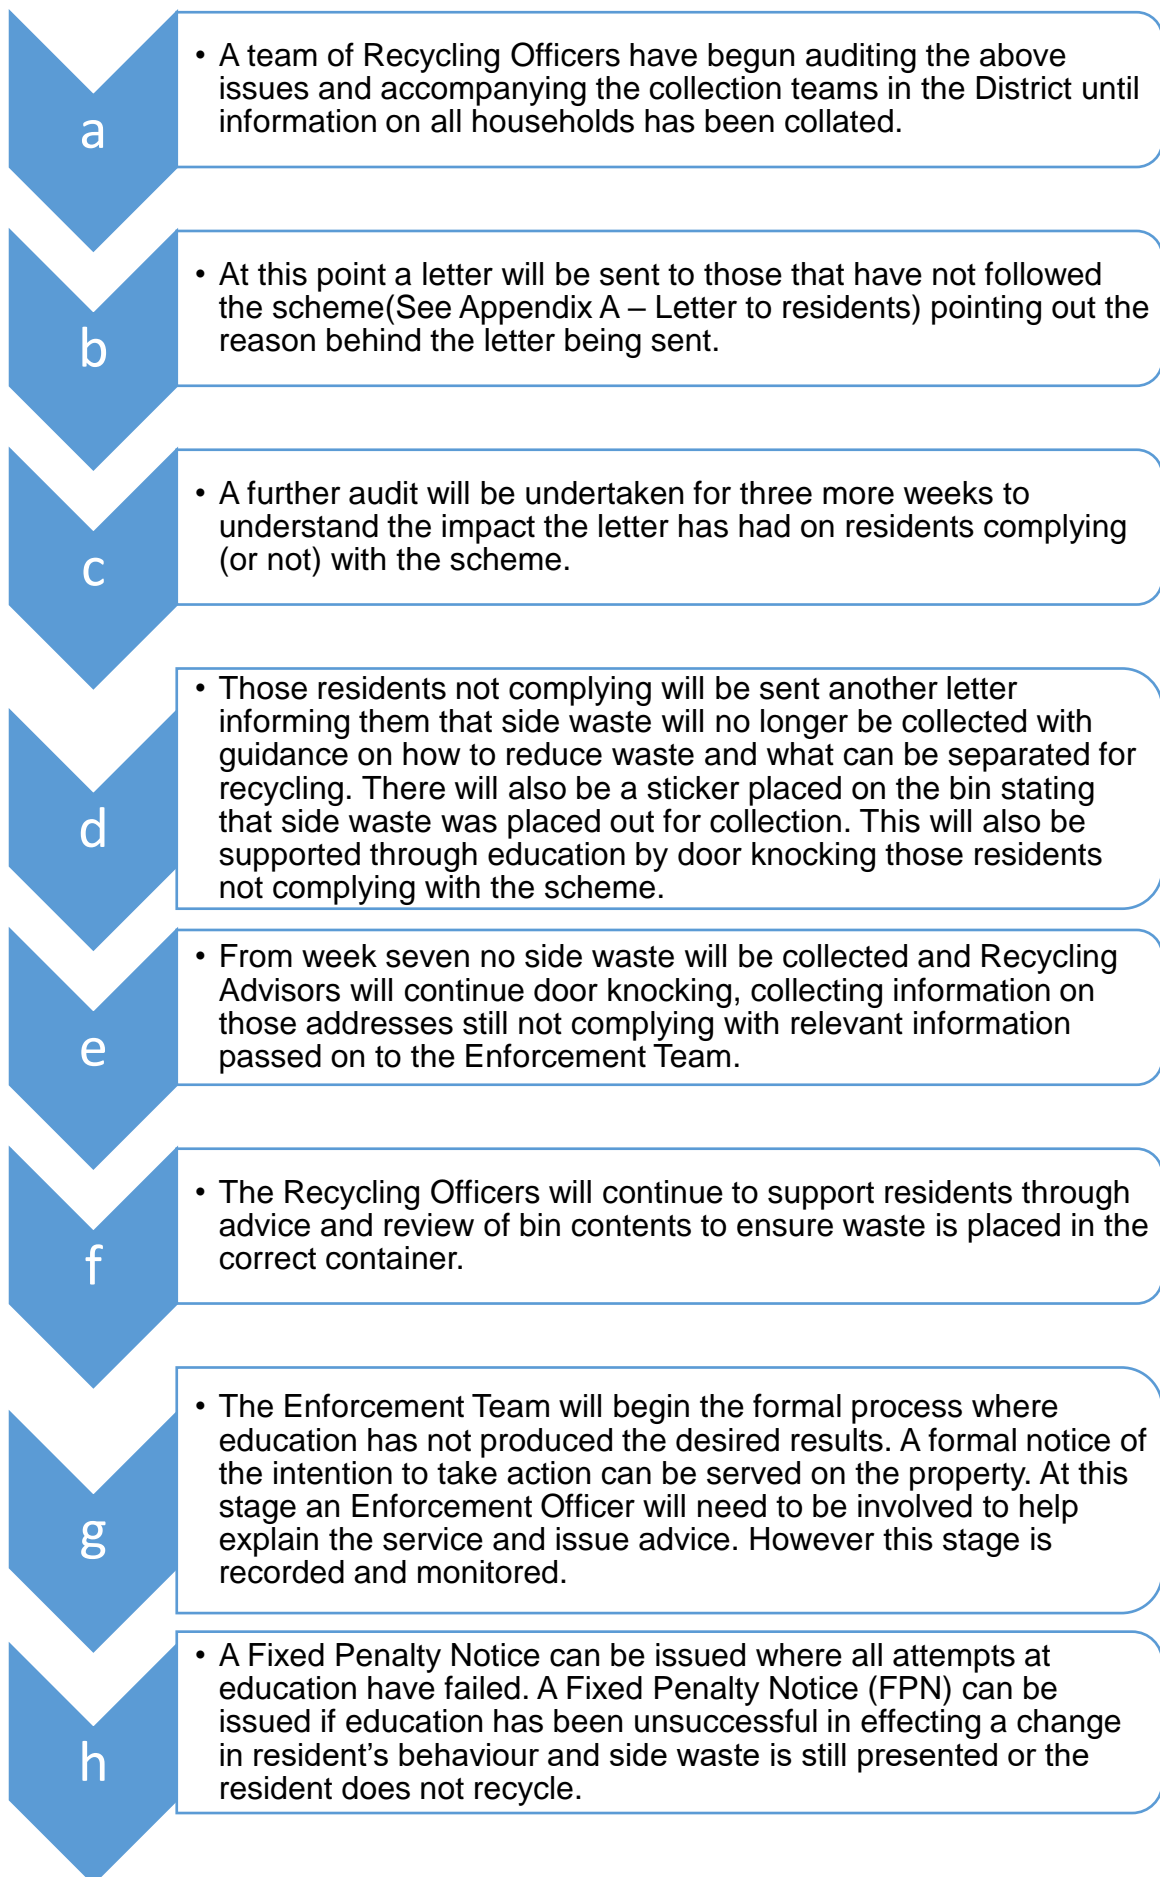 a
• A team of Recycling Officers have begun auditing the above
issues and accompanying the collection teams in the District until
information on all households has been collated.
b
• At this point a letter will be sent to those that have not followed
the scheme(See Appendix A – Letter to residents) pointing out the
reason behind the letter being sent.
c
• A further audit will be undertaken for three more weeks to
understand the impact the letter has had on residents complying
(or not) with the scheme.
d
• Those residents not complying will be sent another letter
informing them that side waste will no longer be collected with
guidance on how to reduce waste and what can be separated for
recycling. There will also be a sticker placed on the bin stating
that side waste was placed out for collection. This will also be
supported through education by door knocking those residents
not complying with the scheme.
e
• From week seven no side waste will be collected and Recycling
Advisors will continue door knocking, collecting information on
those addresses still not complying with relevant information
passed on to the Enforcement Team.
f
• The Recycling Officers will continue to support residents through
advice and review of bin contents to ensure waste is placed in the
correct container.
g
• The Enforcement Team will begin the formal process where
education has not produced the desired results. A formal notice of
the intention to take action can be served on the property. At this
stage an Enforcement Officer will need to be involved to help
explain the service and issue advice. However this stage is
recorded and monitored.
h
• A Fixed Penalty Notice can be issued where all attempts at
education have failed. A Fixed Penalty Notice (FPN) can be
issued if education has been unsuccessful in effecting a change
in resident’s behaviour and side waste is still presented or the
resident does not recycle.